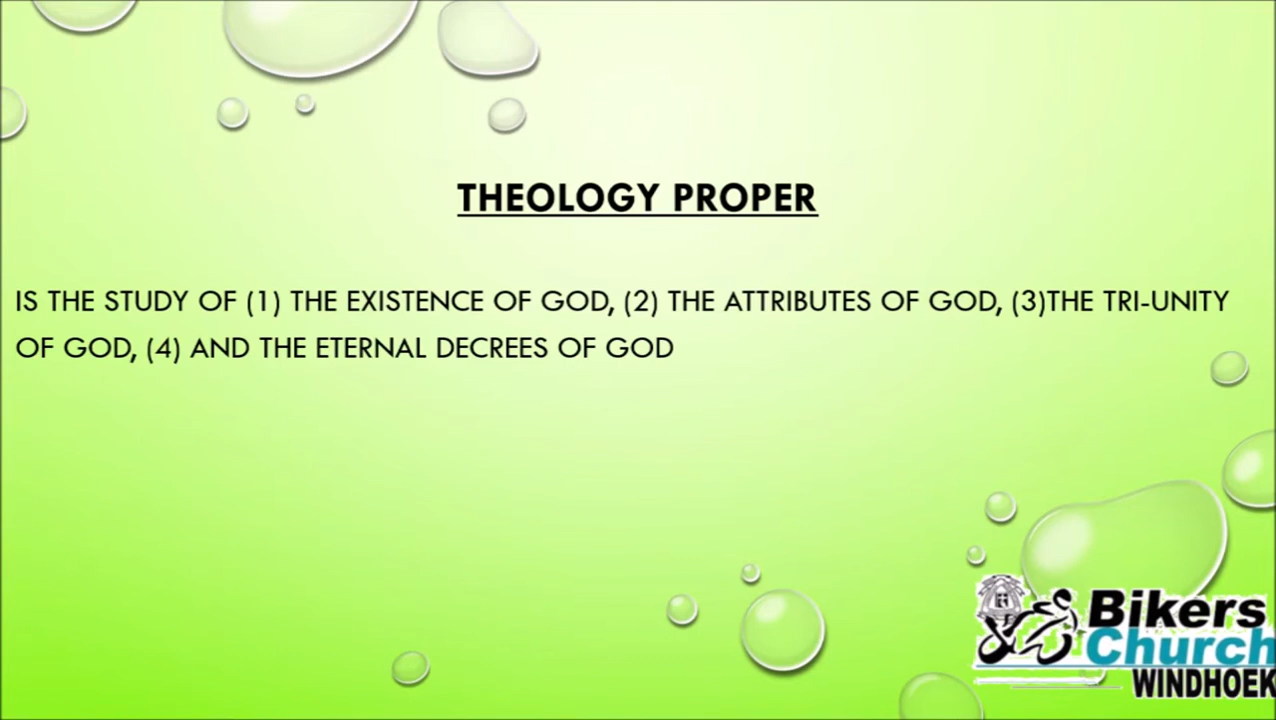 THEOLOGY PROPER
IS THE STUDY OF (1) THE EXISTENCE OF GOD, (2) THE ATTRIBUTES OF GOD, (3)THE TRI-UNITY
OF GOD, (4) AND THE ETERNAL DECREES OF GOD
Bikers
Church
WINDHOEK